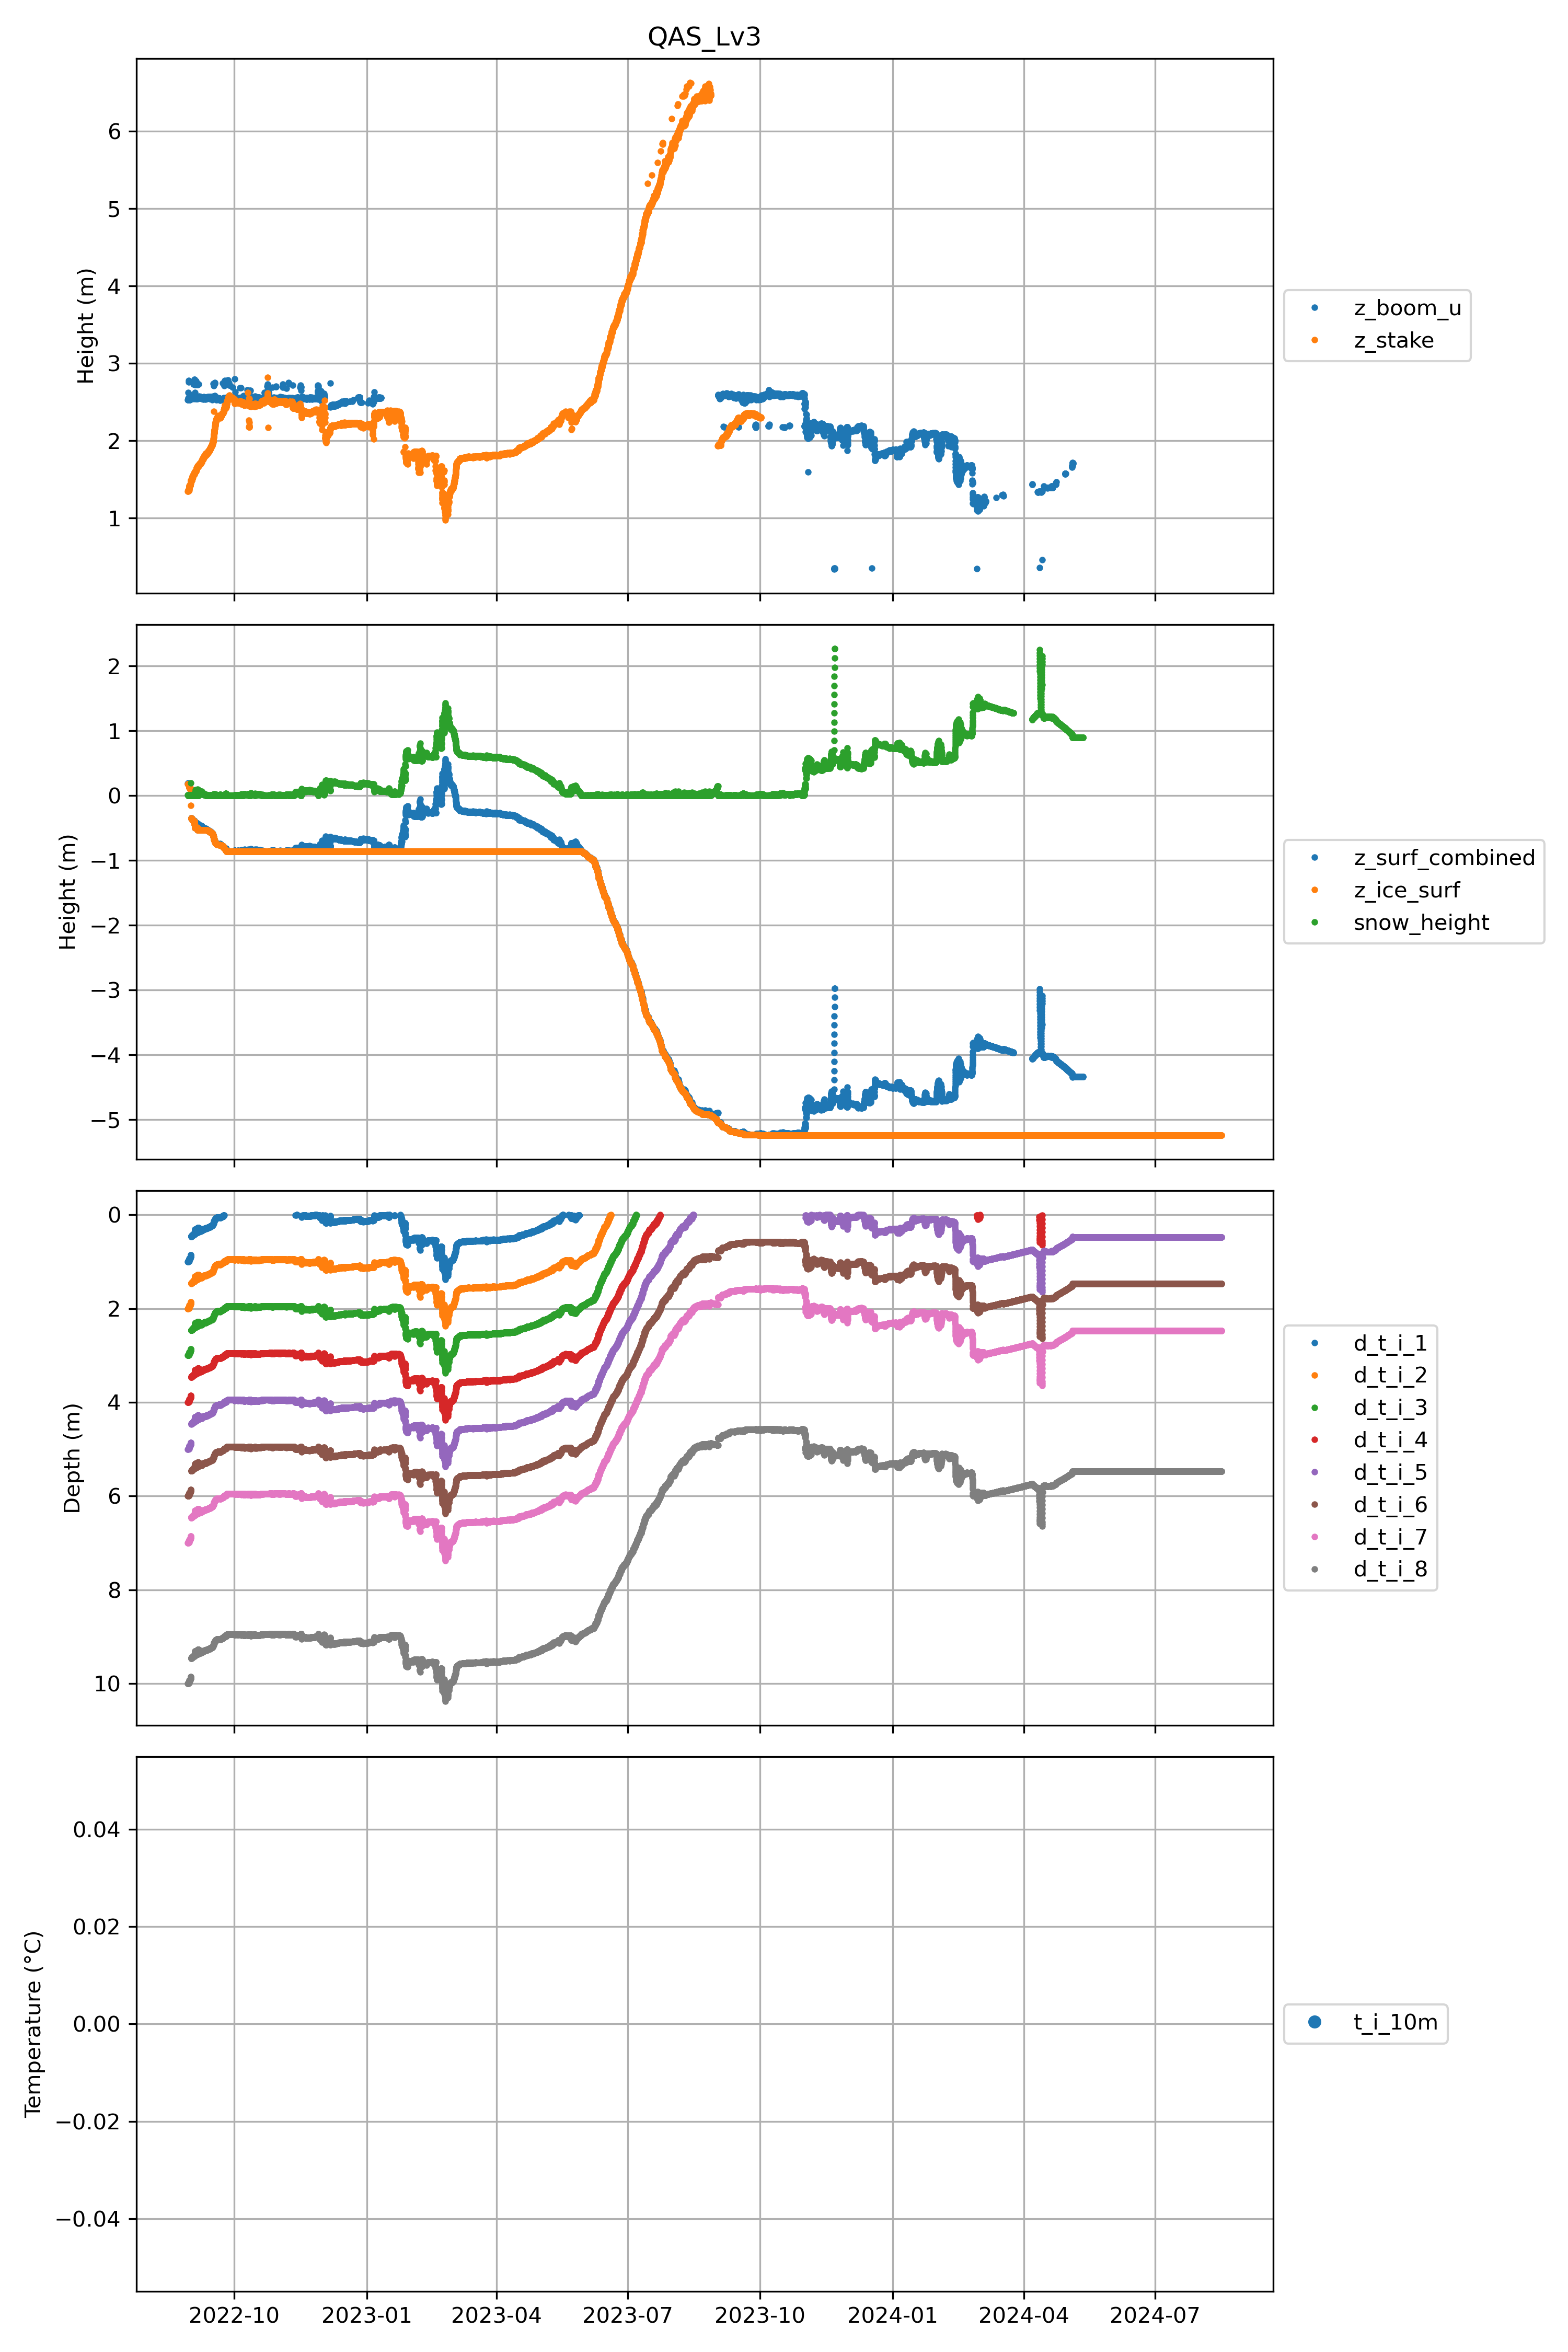 QAS_Lv3
6
5
4
3
2
1
Height (m)
z_boom_u
z_stake
2
1
0
−1
−2
−3
−4
−5
Height (m)
z_surf_combined
z_ice_surf
snow_height
0
2
4
6
8
10
Depth (m)
d_t_i_1
d_t_i_2
d_t_i_3
d_t_i_4
d_t_i_5
d_t_i_6
d_t_i_7
d_t_i_8
0.04
0.02
0.00
−0.02
−0.04
Temperature (°C)
t_i_10m
2022-10 2023-01 2023-04 2023-07 2023-10 2024-01 2024-04 2024-07